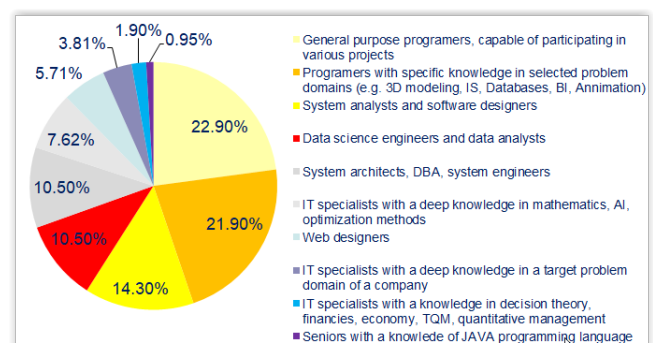 1.90%
0.95%
3.81%
5.71%
7.62%
10.50%
10.50%
14.30%
21.90%
22.90%
General purpose programers, capable of participating in
various projects
Programers with specific knowledge in selected problem
domains (e.g. 3D modeling, IS, Databases, BI, Annimation)
System analysts and software designers
Data science engineers and data analysts
System architects, DBA, system engineers
IT specialists with a deep knowledge in mathematics, AI,
optimization methods
Web designers
IT specialists with a deep knowledge in a target problem
domain of a company
IT specialists with a knowledge in decision theory,
financies, economy, TQM, quantitative management
Seniors with a knowlede of JAVA programming language